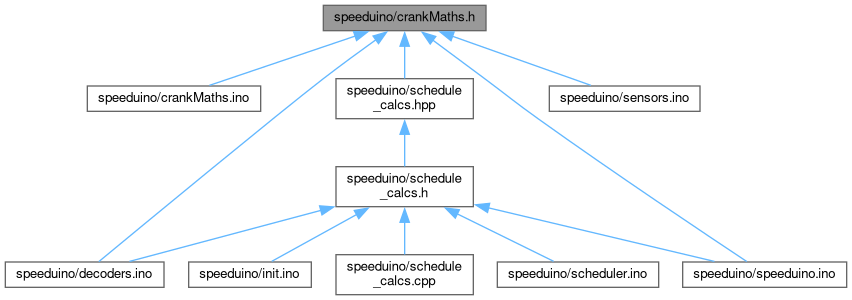 speeduino/crankMaths.h
speeduino/crankMaths.ino
speeduino/schedule
_calcs.hpp
speeduino/sensors.ino
speeduino/schedule
_calcs.h
speeduino/decoders.ino
speeduino/init.ino
speeduino/schedule
_calcs.cpp
speeduino/scheduler.ino
speeduino/speeduino.ino